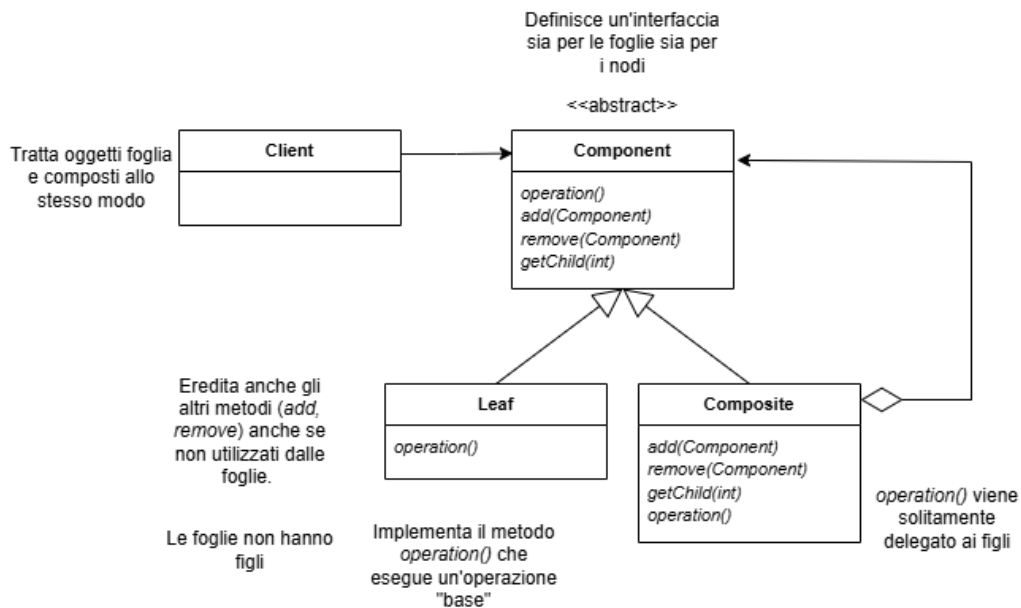 Definisce un'interfaccia
sia per le foglie sia per
i nodi
<<abstract>>
Tratta oggetti foglia
e composti allo
stesso modo
Client
Component
operation()
add(Component)
remove(Component)
getChild(int)
Eredita anche gli
altri metodi (add,
remove) anche se
non utilizzati dalle
foglie.
Le foglie non hanno
figli
Leaf
operation()
Implementa il metodo
operation() che
esegue un'operazione
"base"
Composite
add(Component)
remove(Component)
getChild(int)
operation()
operation() viene
solitamente
delegato ai figli